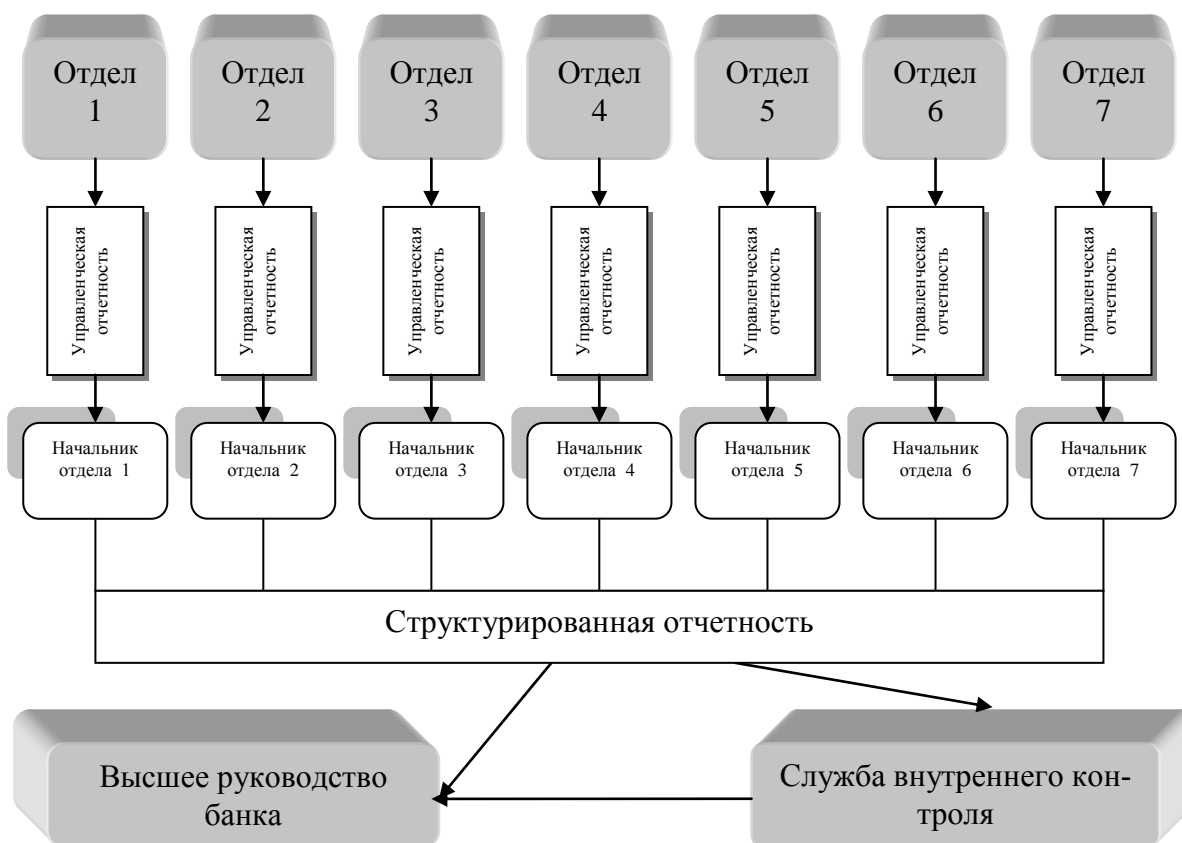 Отдел
1
Отдел
2
Отдел
3
Отдел
4
Отдел
5
Отдел
6
Отдел
7
Управленческая
отчетность
Управленческая
отчетность
Управленческая
отчетность
Управленческая
отчетность
Управленческая
отчетность
Управленческая
отчетность
Управленческая
отчетность
Начальник
отдела 1
Начальник
отдела 2
Начальник
отдела 3
Начальник
отдела 4
Начальник
отдела 5
Начальник
отдела 6
Начальник
отдела 7
Структурированная отчетность
Высшее руководство
банка
Служба внутреннего кон-
троля